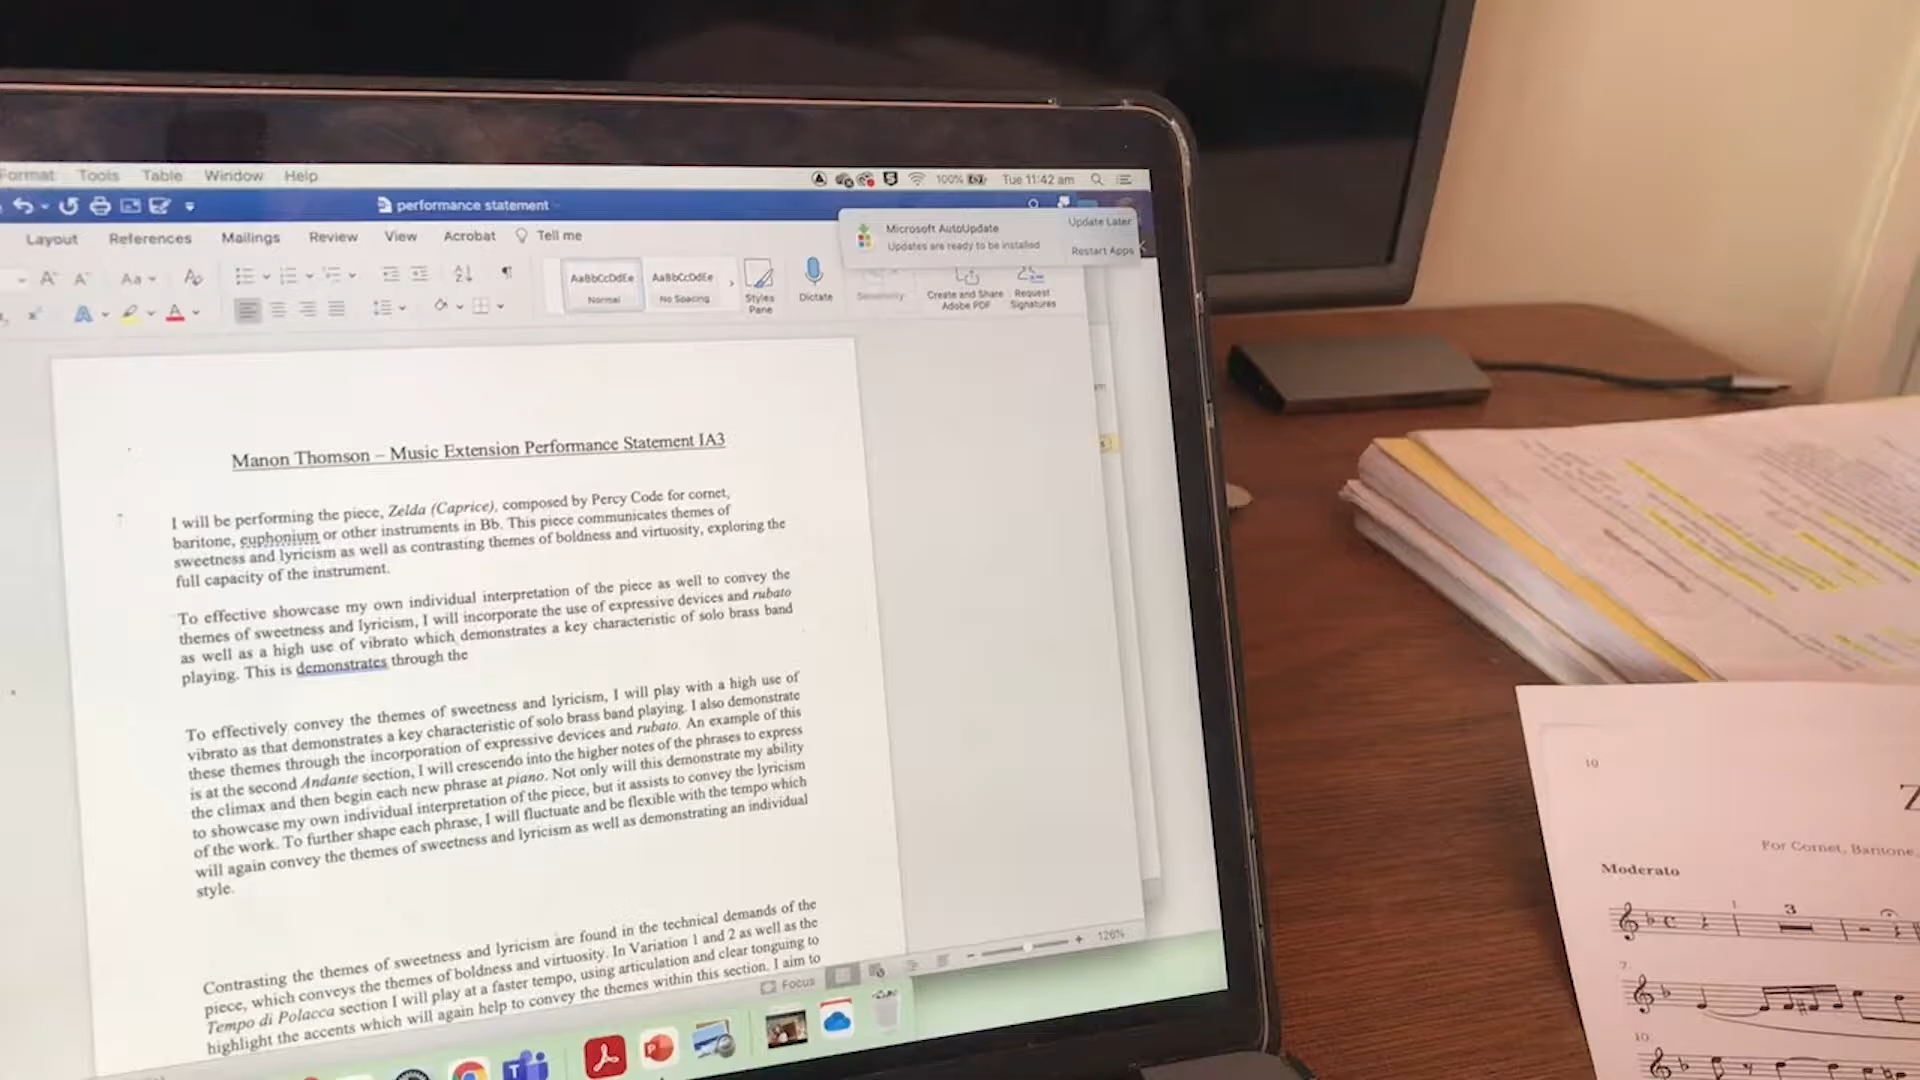 Format Tools Table Window Help
100% Tue 11:42 am
performance statement
Microsoft AutoUpdate
Updates are ready to be installed
Update Later
Restart Apps
Layout References Mailings Review View Acrobat Tell me
AaBbCcDdEe
Normal
AaBbCcDdEe
No Spacing
Styles
Pane
Dictate
Sensitivity
Create and Share
Adobe PDF
Request
Signatures
Manon Thomson – Music Extension Performance Statement IA3
I will be performing the piece, Zelda (Caprice), composed by Percy Code for cornet,
baritone, euphonium or other instruments in Bb. This piece communicates themes of
sweetness and lyricism as well as contrasting themes of boldness and virtuosity, exploring the
full capacity of the instrument.
To effective showcase my own individual interpretation of the piece as well to convey the
themes of sweetness and lyricism, I will incorporate the use of expressive devices and rubato
as well as a high use of vibrato which demonstrates a key characteristic of solo brass band
playing. This is demonstrates through the
To effectively convey the themes of sweetness and lyricism, I will play with a high use of
vibrato as that demonstrates a key characteristic of solo brass band playing. I also demonstrate
these themes through the incorporation of expressive devices and rubato. An example of this
is at the second Andante section, I will crescendo into the higher notes of the phrases to express
the climax and then begin each new phrase at piano. Not only will this demonstrate my ability
to showcase my own individual interpretation of the piece, but it assists to convey the lyricism
of the work. To further shape each phrase, I will fluctuate and be flexible with the tempo which
will again convey the themes of sweetness and lyricism as well as demonstrating an individual
style.
Contrasting the themes of sweetness and lyricism are found in the technical demands of the
piece, which conveys the themes of boldness and virtuosity. In Variation 1 and 2 as well as the
Tempo di Polacca section I will play at a faster tempo, using articulation and clear tonguing to
highlight the accents which will again help to convey the themes within this section. I aim to
Focus
126%
10
Z
For Cornet, Baritone,
Moderato
3
7
10